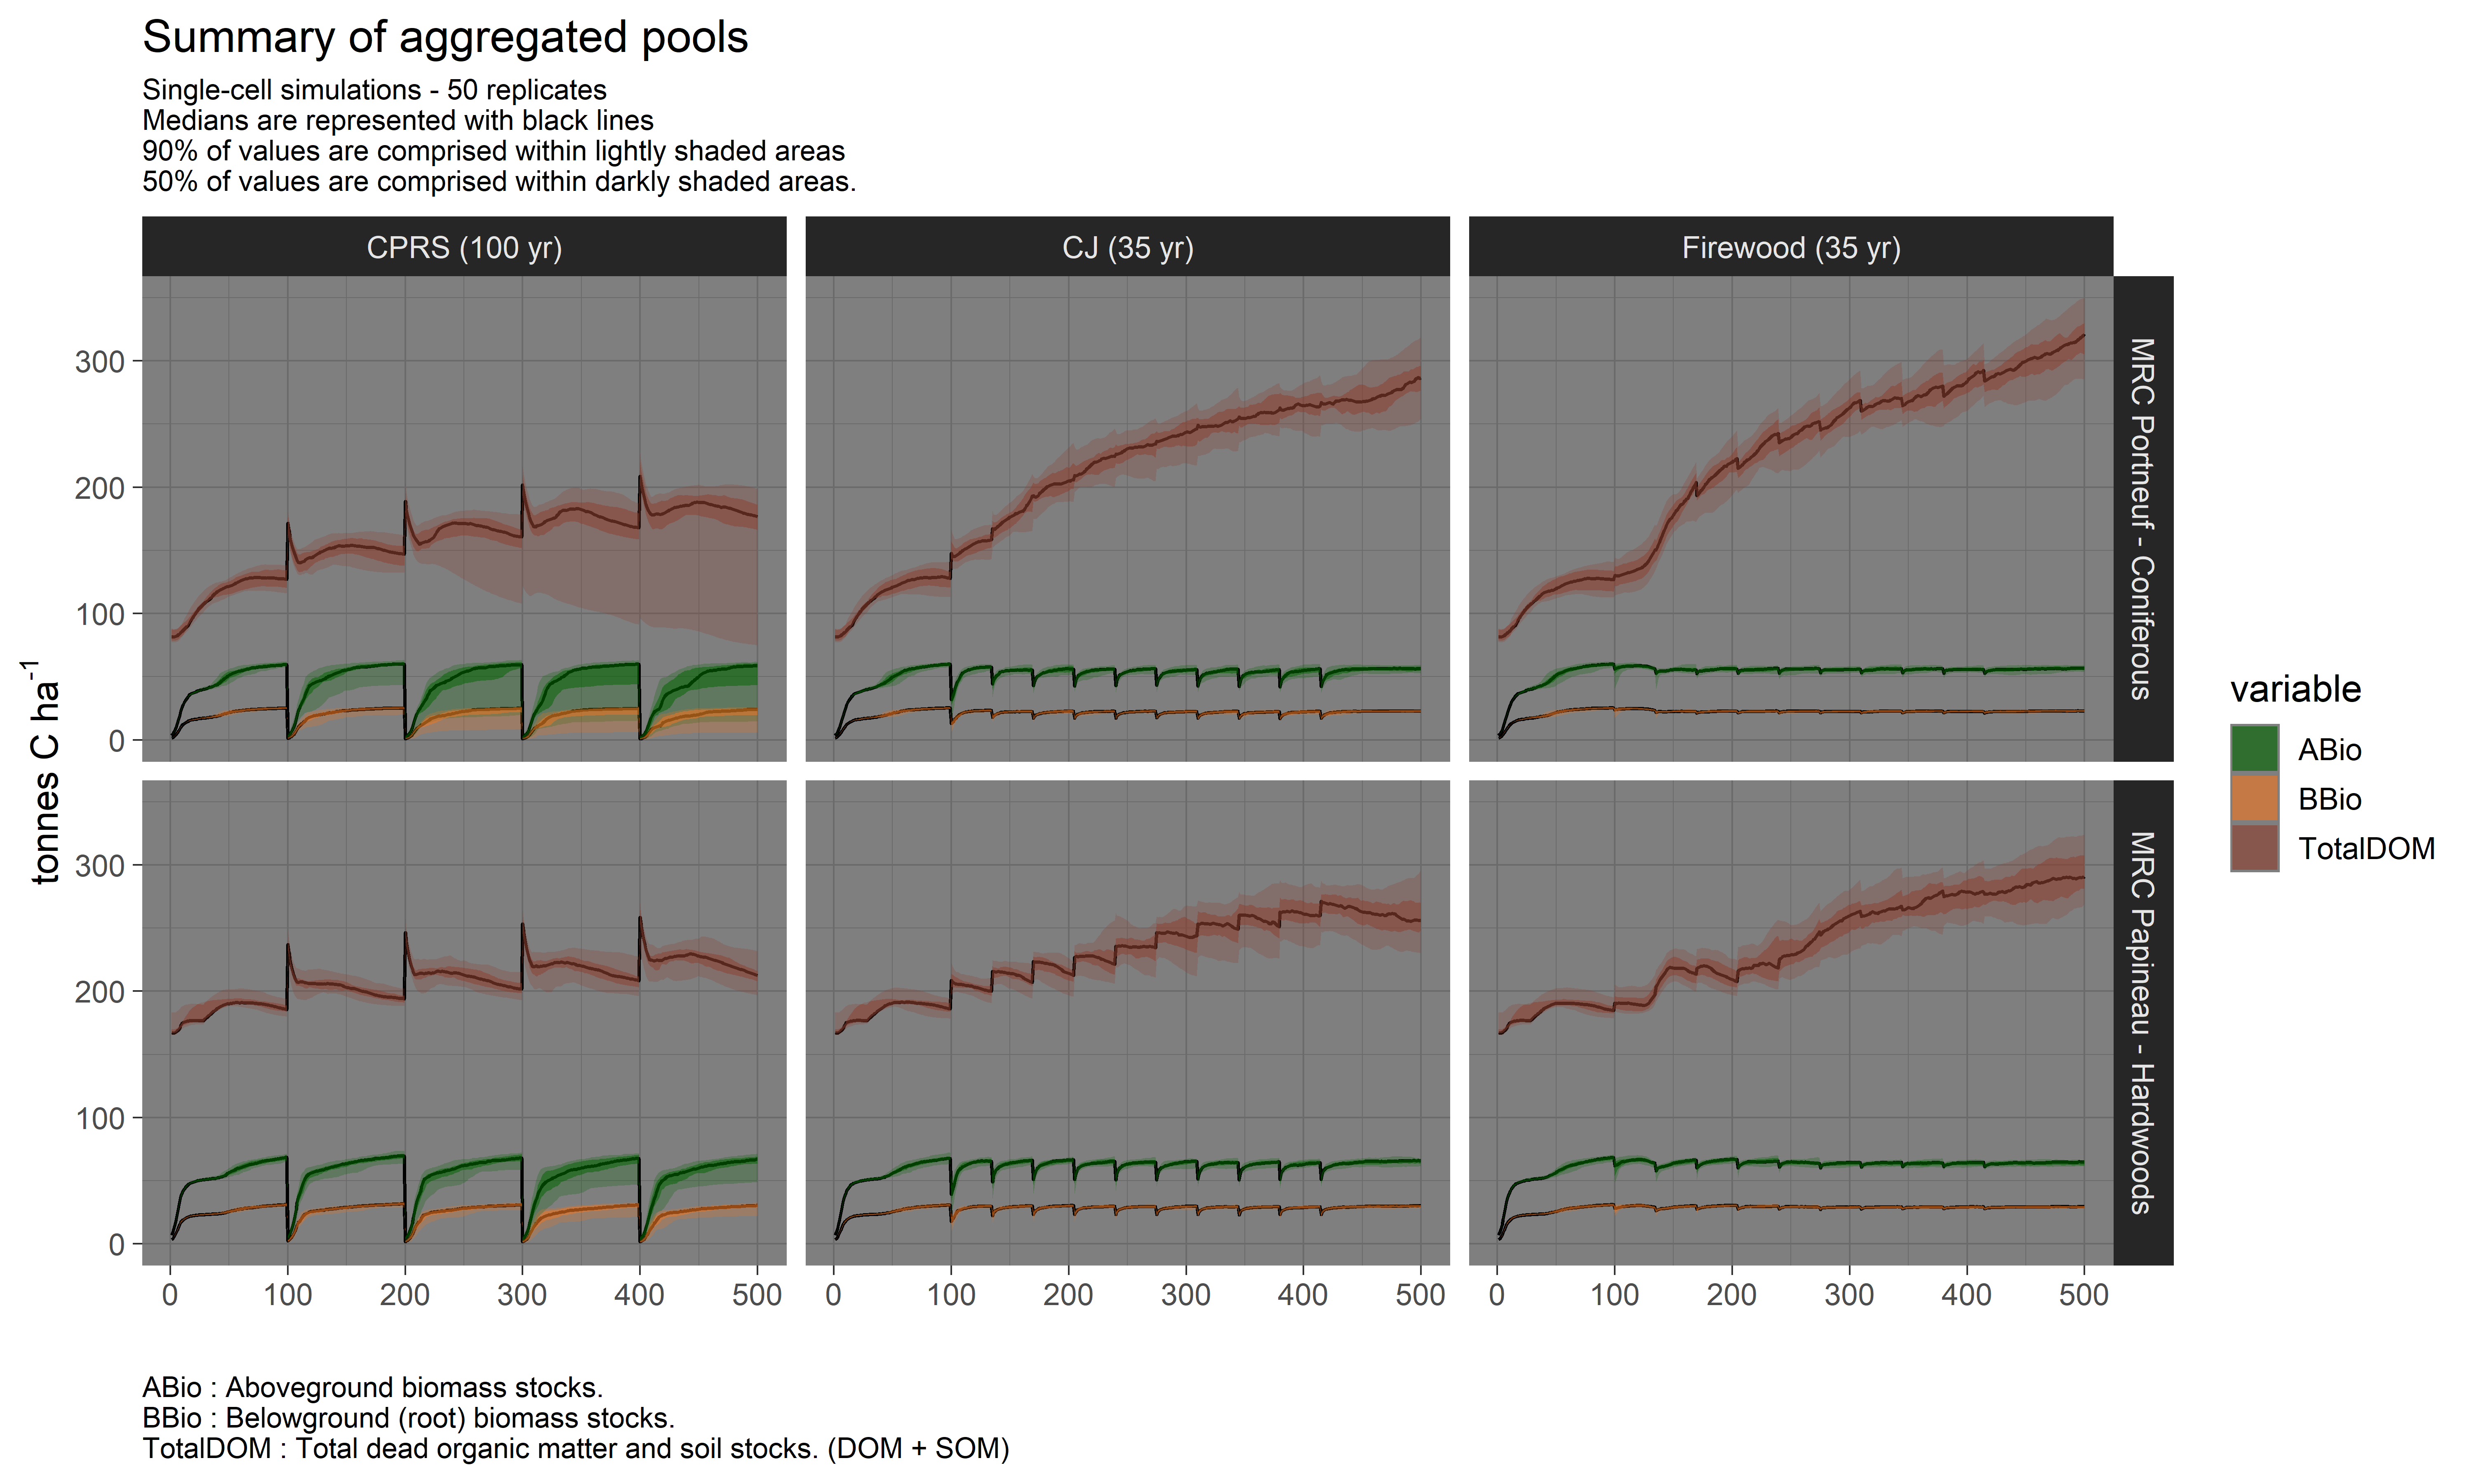 Summary of aggregated pools
Single-cell simulations - 50 replicates
Medians are represented with black lines
90% of values are comprised within lightly shaded areas
50% of values are comprised within darkly shaded areas.
CPRS (100 yr)
CJ (35 yr)
Firewood (35 yr)
MRC Portneuf - Coniferous
MRC Papineau - Hardwoods
tonnes C ha⁻¹
300
200
100
0
300
200
100
0
0 100 200 300 400 500
0 100 200 300 400 500
0 100 200 300 400 500
variable
ABio
BBio
TotalDOM
ABio : Aboveground biomass stocks.
BBio : Belowground (root) biomass stocks.
TotalDOM : Total dead organic matter and soil stocks. (DOM + SOM)